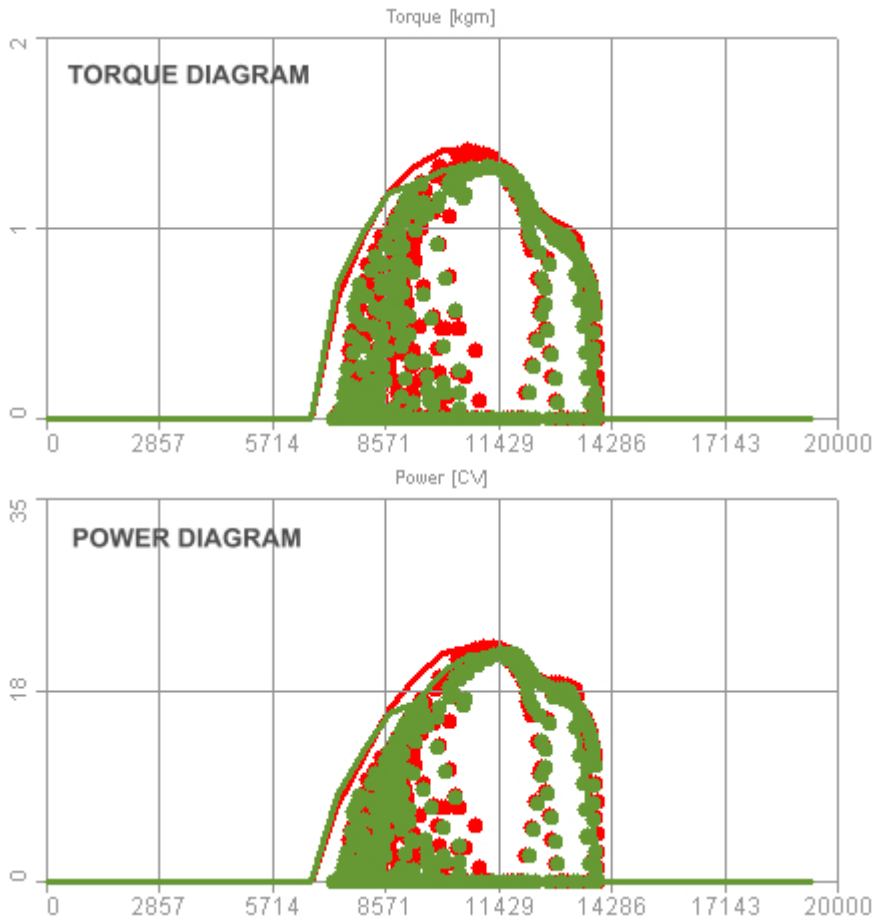 Torque [kgm]
2
TORQUE DIAGRAM
1
0
0 2857 5714 8571 11429 14286 17143 20000
Power [CV]
35
POWER DIAGRAM
18
0
0 2857 5714 8571 11429 14286 17143 20000